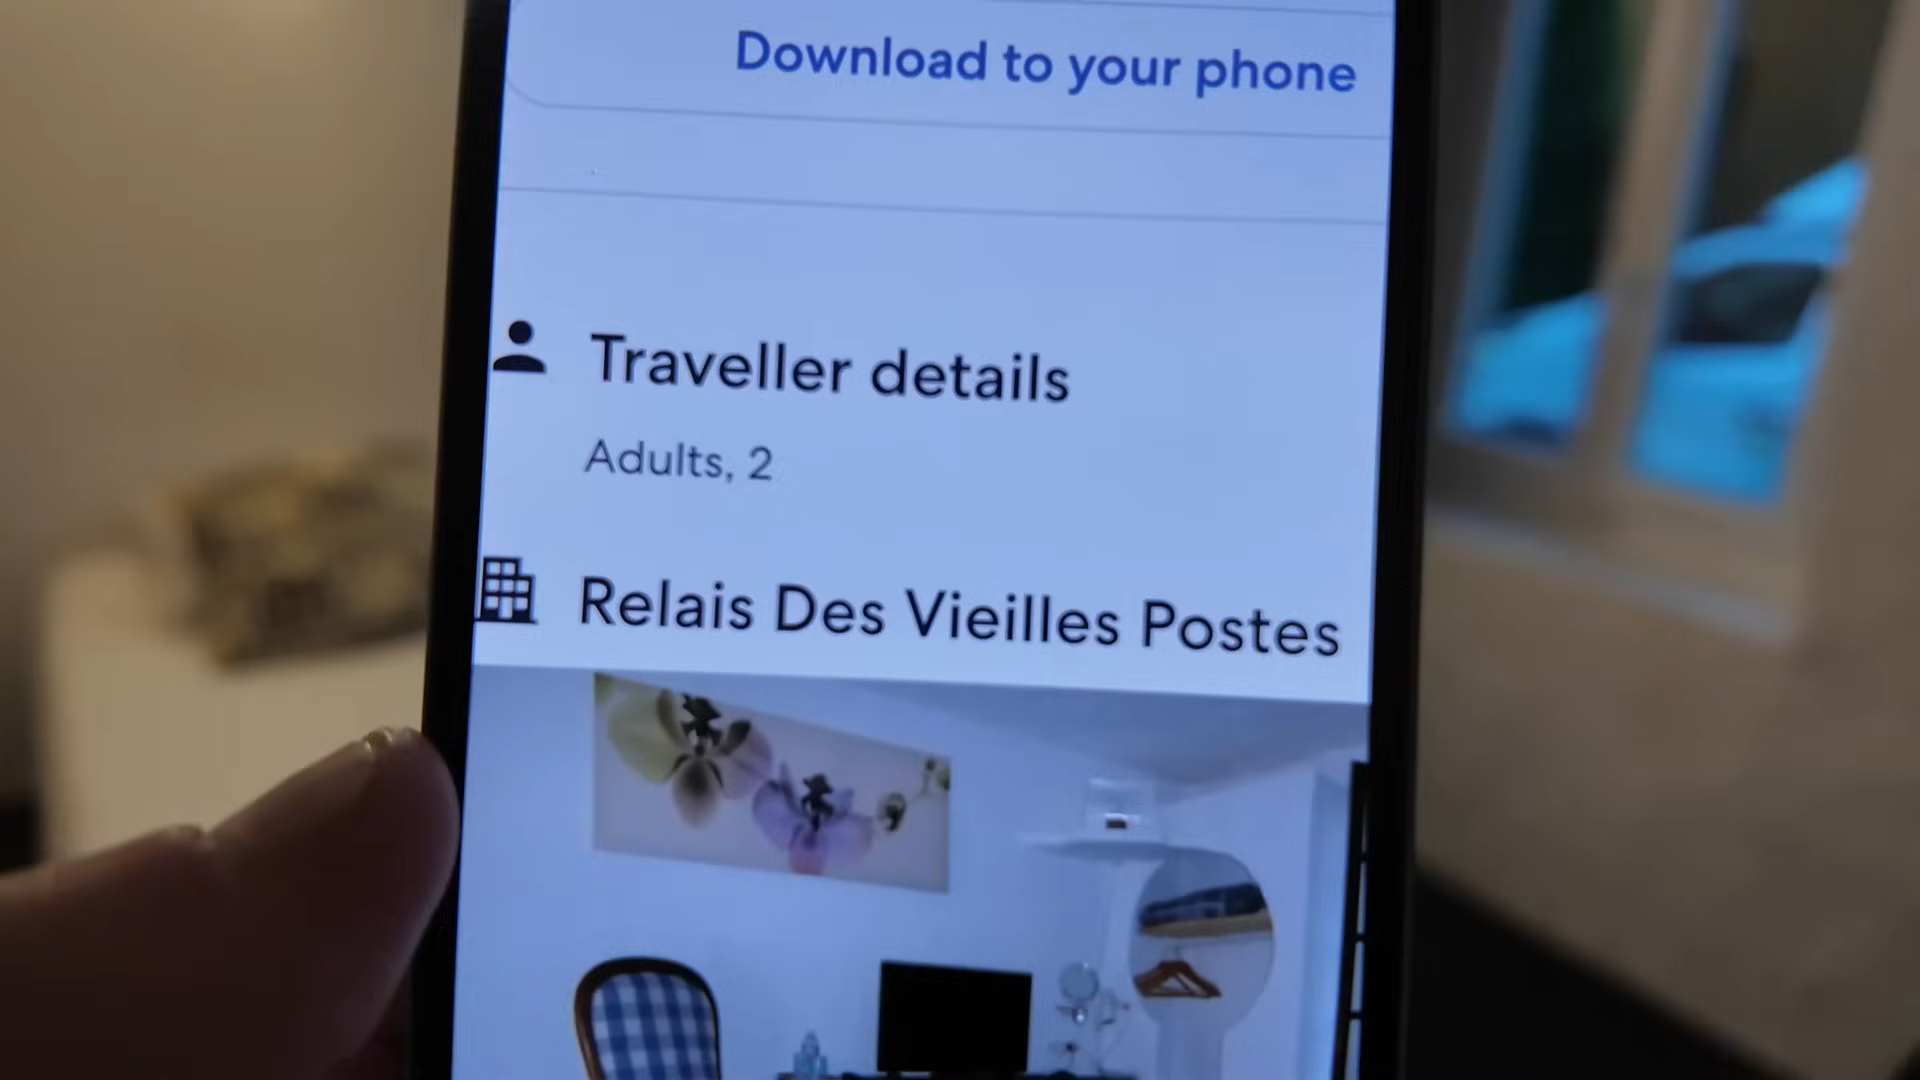 Download to your phone
Traveller details
Adults, 2
Relais Des Vieilles Postes